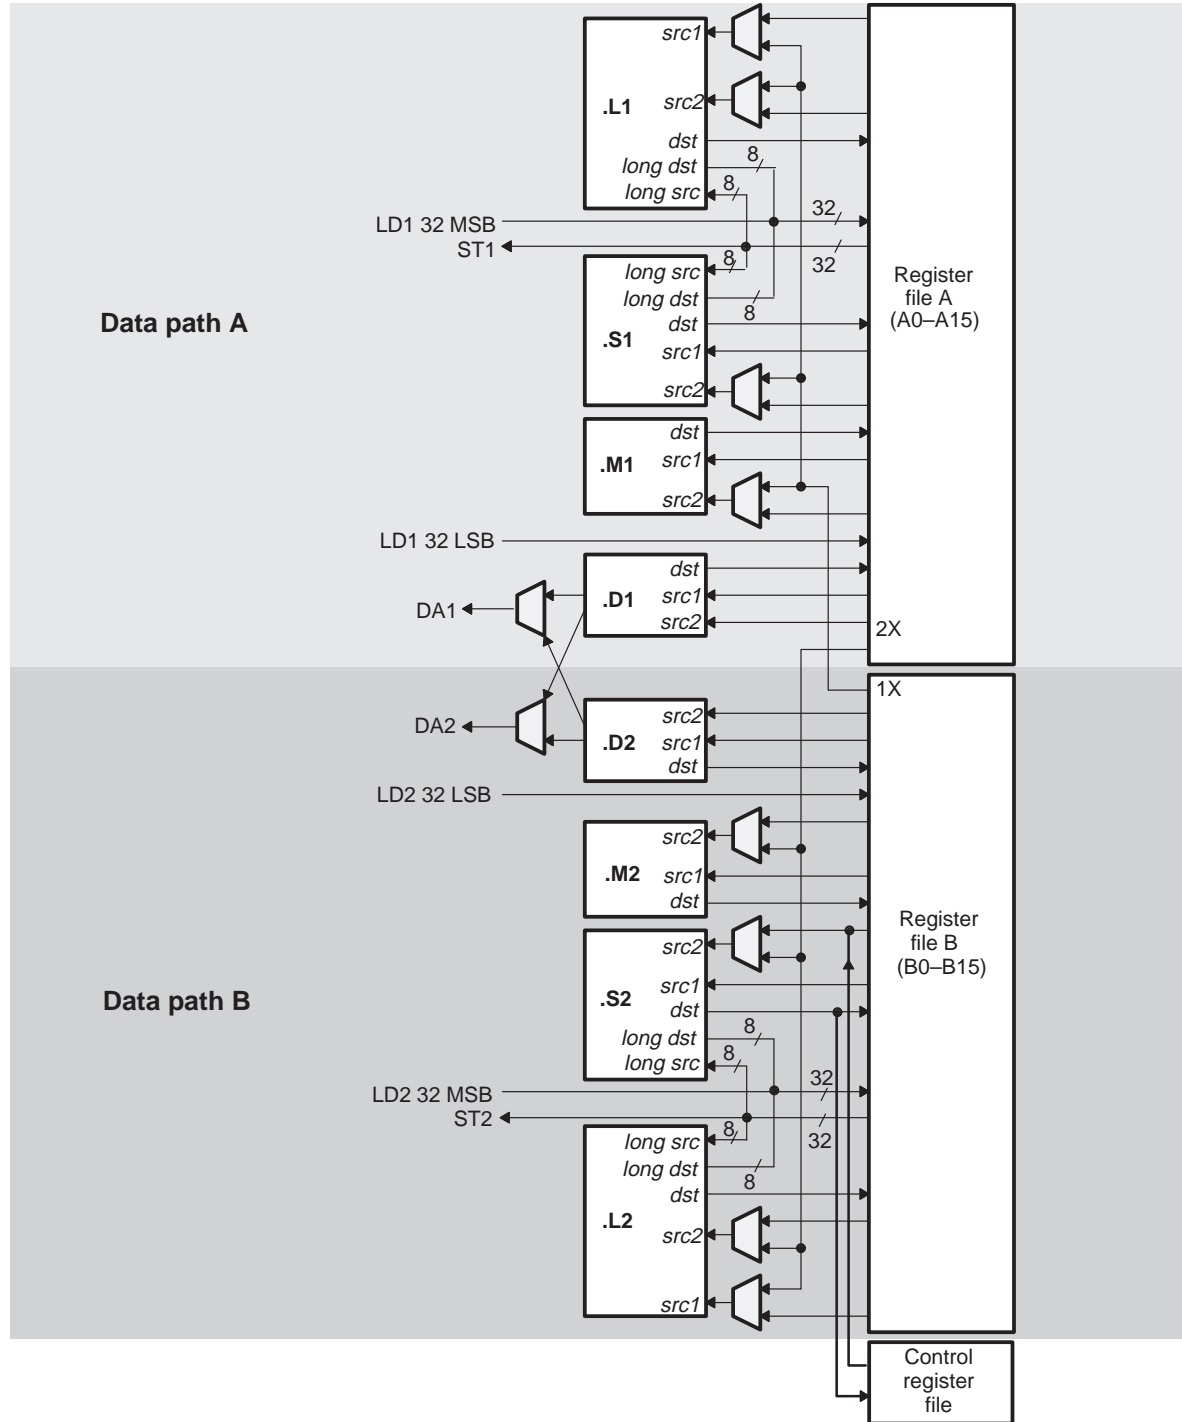 src1
.L1
src2
dst
8
long dst
8
long src
LD1 32 MSB
32
ST1
32
8
long src
long dst
8
Register
file A
(A0–A15)
Data path A
dst
.S1
src1
src2
dst
.M1
src1
src2
LD1 32 LSB
dst
DA1
.D1
src1
src2
2X
1X
DA2
src2
.D2
src1
dst
LD2 32 LSB
src2
.M2
src1
dst
Register
file B
(B0–B15)
src2
Data path B
.S2
src1
dst
8
long dst
8
long src
LD2 32 MSB
32
ST2
32
8
long src
long dst
8
dst
.L2
src2
src1
Control
register
file